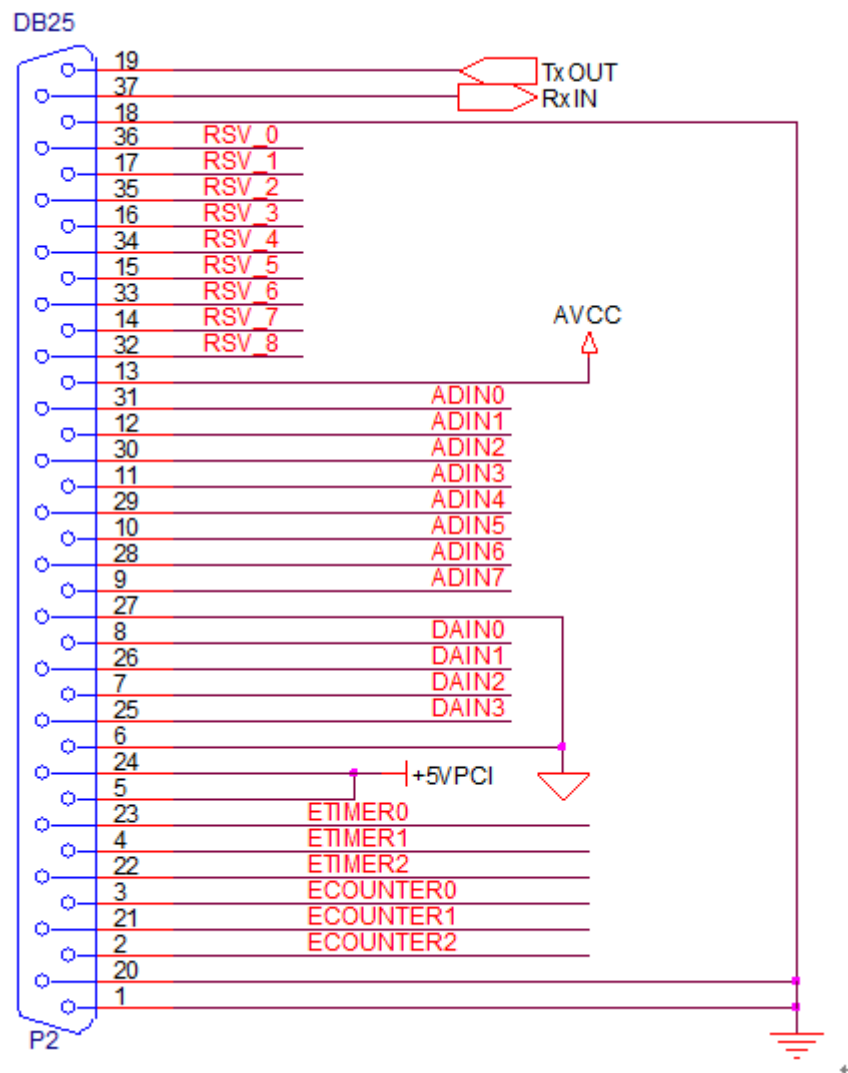 DB25
19
TxOUT
37
RxIN
18
36 RSV_0
17 RSV_1
35 RSV_2
16 RSV_3
34 RSV_4
15 RSV_5
33 RSV_6
14 RSV_7
32 RSV_8
AVCC
13
31 ADIN0
12 ADIN1
30 ADIN2
11 ADIN3
29 ADIN4
10 ADIN5
28 ADIN6
9 ADIN7
27
8 DAIN0
26 DAIN1
7 DAIN2
25 DAIN3
6
24 +5VPCI
5
23 ETIMER0
4 ETIMER1
22 ETIMER2
3 ECOUNTER0
21 ECOUNTER1
2 ECOUNTER2
20
1
P2